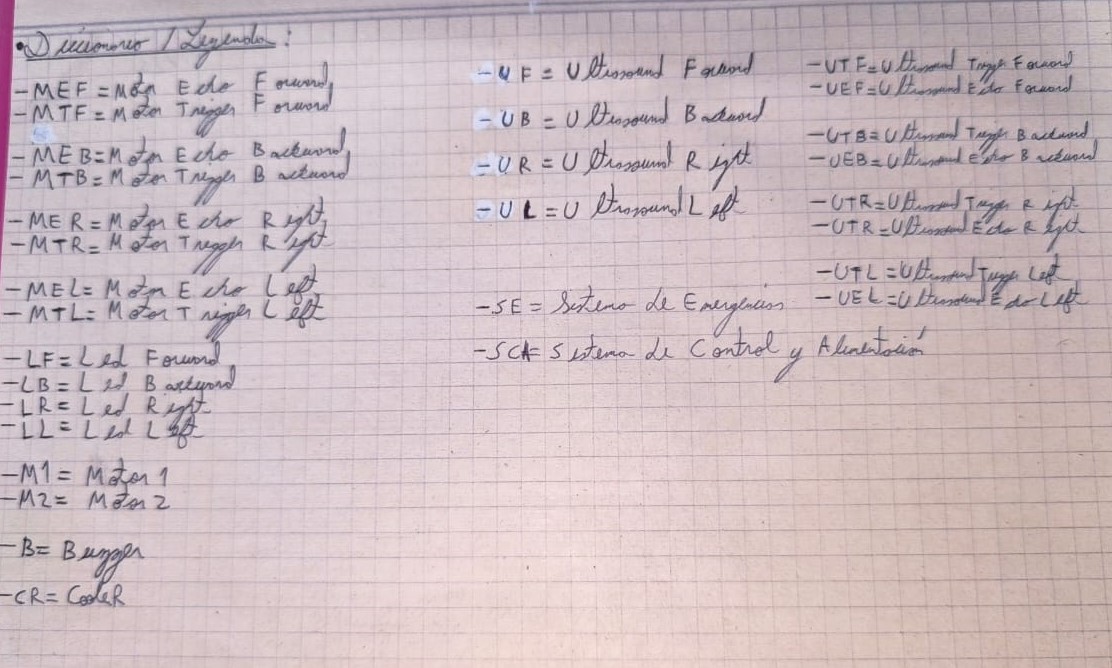 •Diccionario / Leyenda:
-MEF = Motor Echo Forward
-MTF = Motor Trigger Forward
-MEB = Motor Echo Backward
-MTB = Motor Trigger Backward
-MER = Motor Echo Right
-MTR = Motor Trigger Right
-MEL = Motor Echo Left
-MTL = Motor Trigger Left
-LF = Led Forward
-LB = Led Backward
-LR = Led Right
-LL = Led Left
-M1 = Motor 1
-M2 = Motor 2
-B = Buzzer
-CR = CooleR
-UF = Ultrasound Forward
-UB = Ultrasound Backward
-UR = Ultrasound Right
-UL = Ultrasound Left
-SE = Sistema de Emergencias
-SCA = Sistema de Control y Alimentación
-UTF = Ultrasound Trigger Forward
-UEF = Ultrasound Echo Forward
-UTB = Ultrasound Trigger Backward
-UEB = Ultrasound Echo Backward
-UTR = Ultrasound Trigger Right
-UTR = Ultrasound Echo Right
-UTL = Ultrasound Trigger Left
-UEL = Ultrasound Echo Left